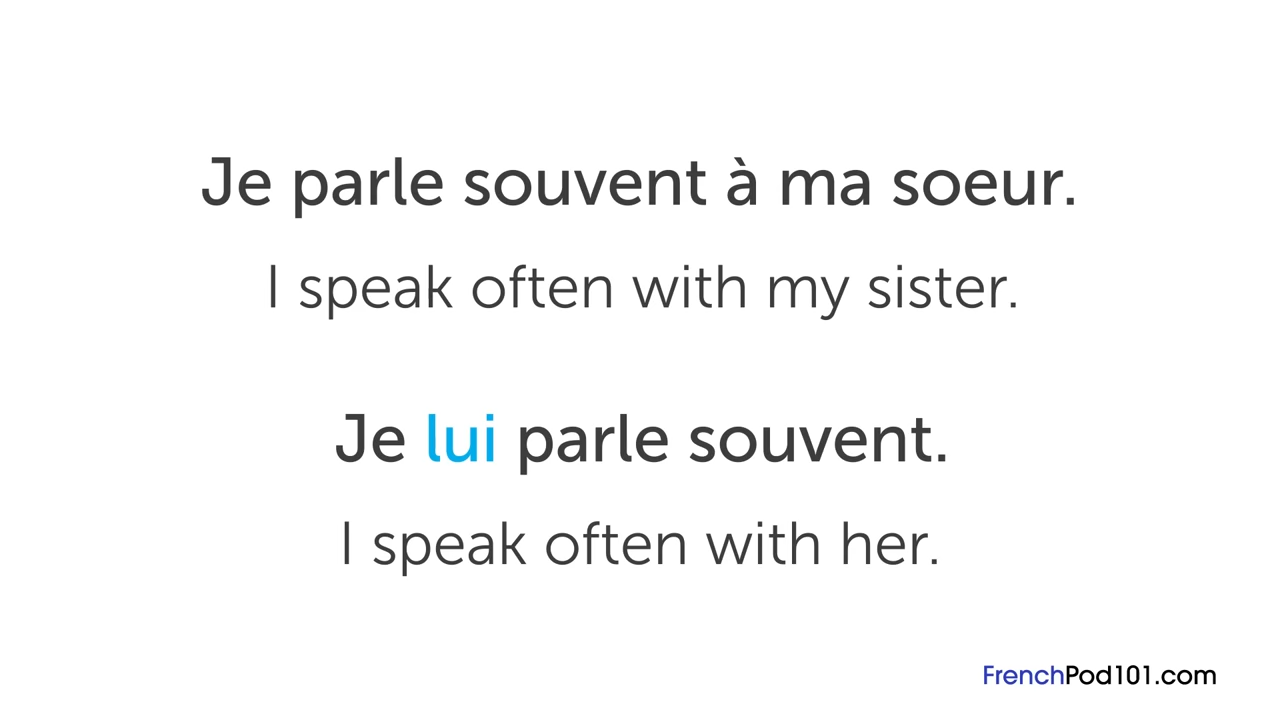 Je parle souvent à ma soeur.
I speak often with my sister.
Je lui parle souvent.
I speak often with her.
FrenchPod101.com